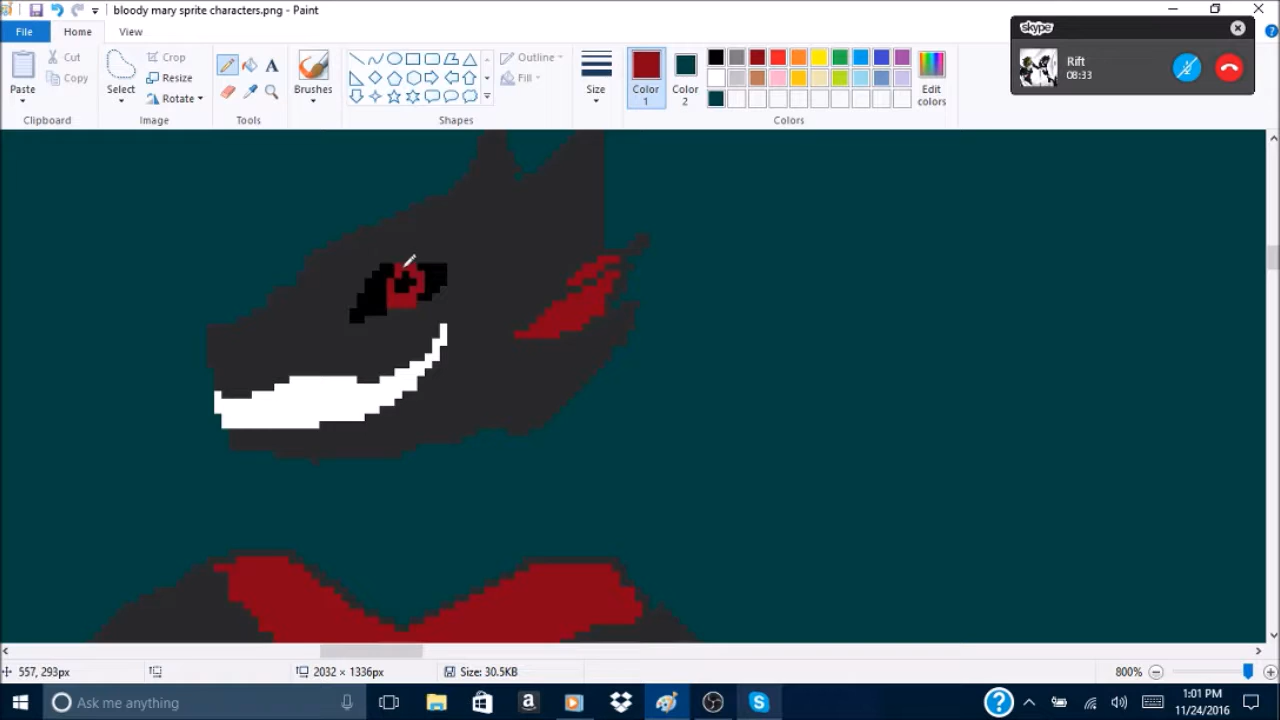 bloody mary sprite characters.png - Paint
File Home View
Paste
Cut
Copy
Clipboard
Select
Crop
Resize
Rotate
Image
A
Tools
Brushes
Outline
Fill
Shapes
Size
Color 1
Color 2
Edit colors
Colors
skype
Rift
08:33
557, 293px
2032 × 1336px
Size: 30.5KB
800%
Ask me anything
a
1:01 PM
11/24/2016